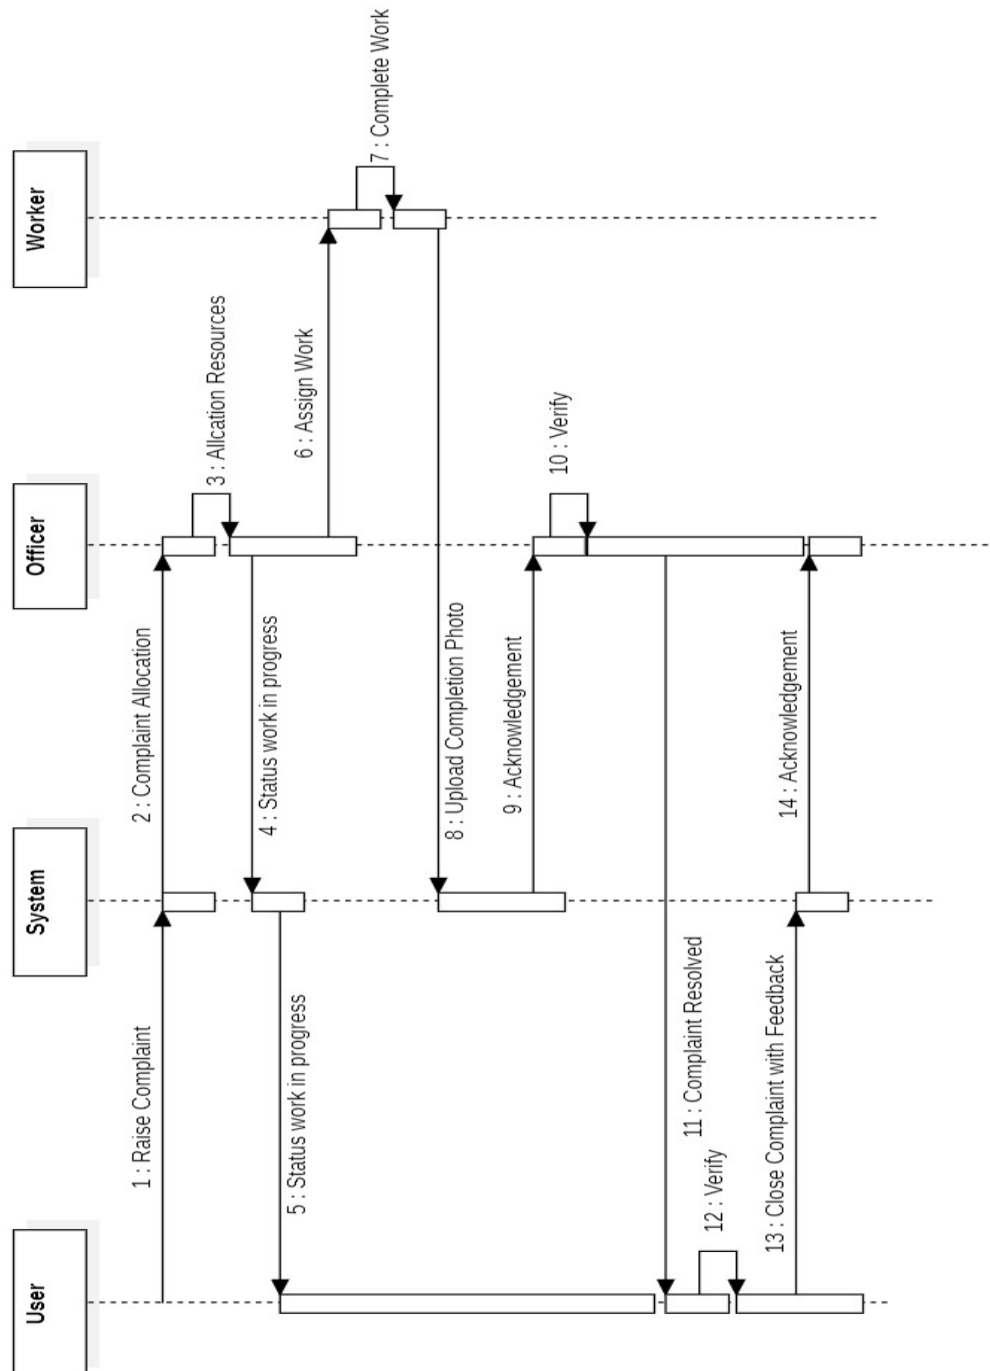 User
System
Officer
Worker
1 : Raise Complaint
2 : Complaint Allocation
3 : Allcation Resources
4 : Status work in progress
5 : Status work in progress
6 : Assign Work
7 : Complete Work
8 : Upload Completion Photo
9 : Acknowledgement
10 : Verify
11 : Complaint Resolved
12 : Verify
13 : Close Complaint with Feedback
14 : Acknowledgement